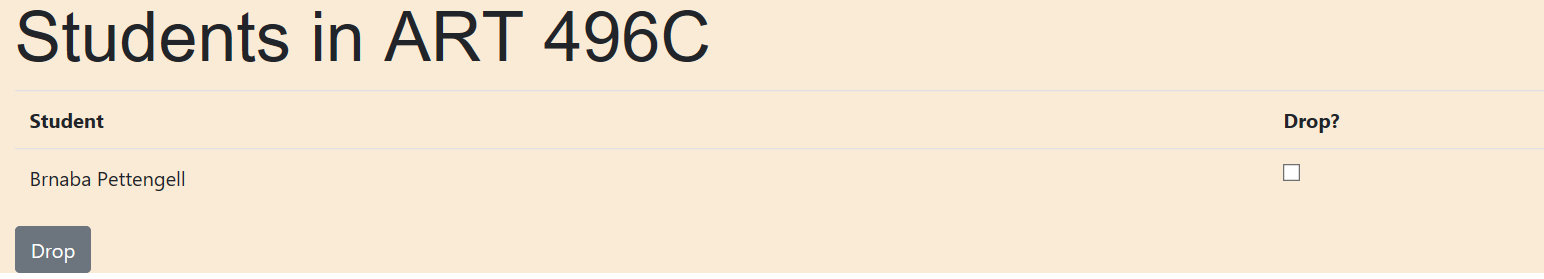 Students in ART 496C
Student Drop?
Brnaba Pettengell
Drop